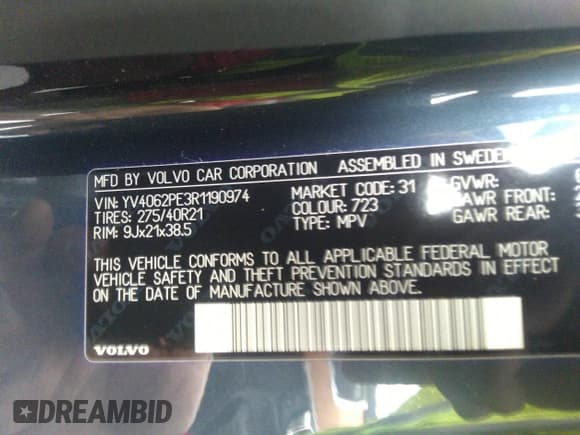 MFD BY VOLVO CAR CORPORATION ASSEMBLED IN SWEDEN
VIN: YV4062PE3R1190974 MARKET CODE: 31 GVWR:
TIRES: 275/40R21 COLOUR: 723 GAWR FRONT:
RIM: 9Jx21x38.5 TYPE: MPV GAWR REAR:
THIS VEHICLE CONFORMS TO ALL APPLICABLE FEDERAL MOTOR
VEHICLE SAFETY AND THEFT PREVENTION STANDARDS IN EFFECT
ON THE DATE OF MANUFACTURE SHOWN ABOVE.
VOLVO
DREAMBID